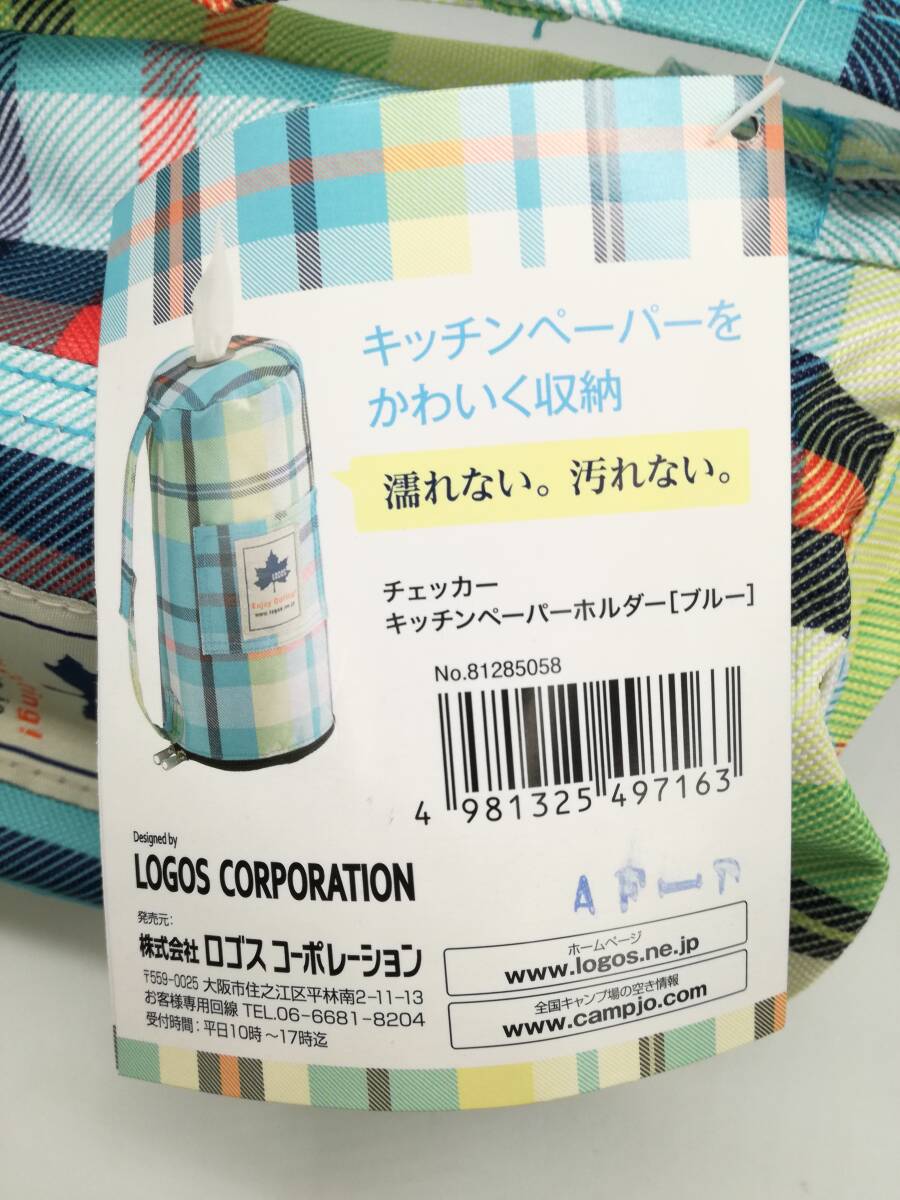 キッチンペーパーを
かわいく収納
濡れない。汚れない。
LOGOS
Enjoy Outing!
www.logos.ne.jp
チェッカー
キッチンペーパーホルダー[ブルー]
No.81285058
4 981325 497163
Designed by
LOGOS CORPORATION
発売元:
株式会社 ロゴス コーポレーション
〒559-0025 大阪市住之江区平林南2-11-13
お客様専用回線 TEL.06-6681-8204
受付時間:平日10時〜17時迄
ホームページ
www.logos.ne.jp
全国キャンプ場の空き情報
www.campjo.com